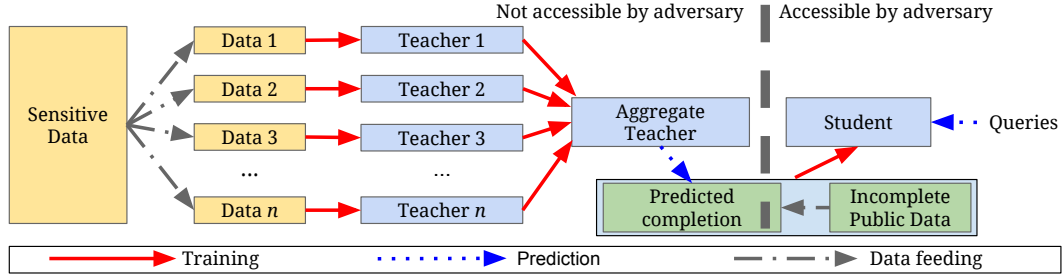 Not accessible by adversary
Accessible by adversary
Sensitive
Data
Data 1
Teacher 1
Data 2
Teacher 2
Data 3
Teacher 3
...
...
Data n
Teacher n
Aggregate
Teacher
Student
Queries
Predicted
completion
Incomplete
Public Data
Training
Prediction
Data feeding